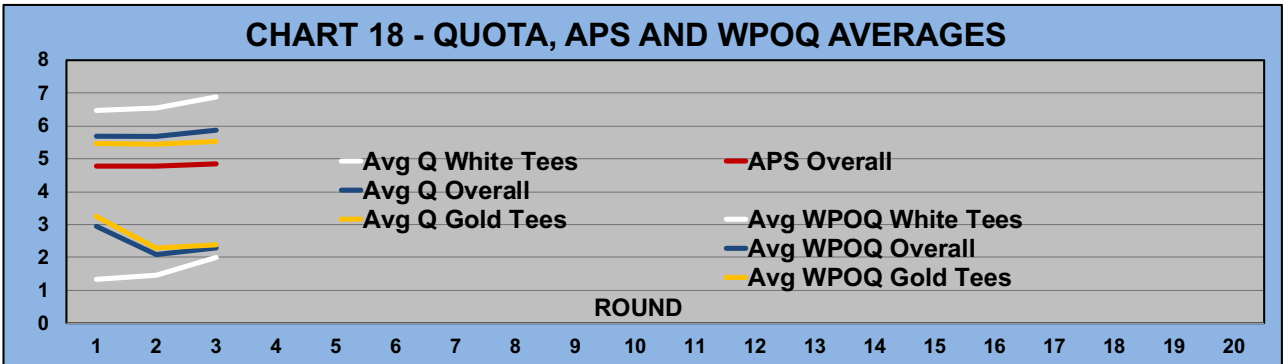 CHART 18 - QUOTA, APS AND WPOQ AVERAGES
8
7
6
5
4
3
2
1
0
Avg Q White Tees
APS Overall
Avg Q Overall
Avg Q Gold Tees
Avg WPOQ White Tees
Avg WPOQ Overall
Avg WPOQ Gold Tees
ROUND
1 2 3 4 5 6 7 8 9 10 11 12 13 14 15 16 17 18 19 20